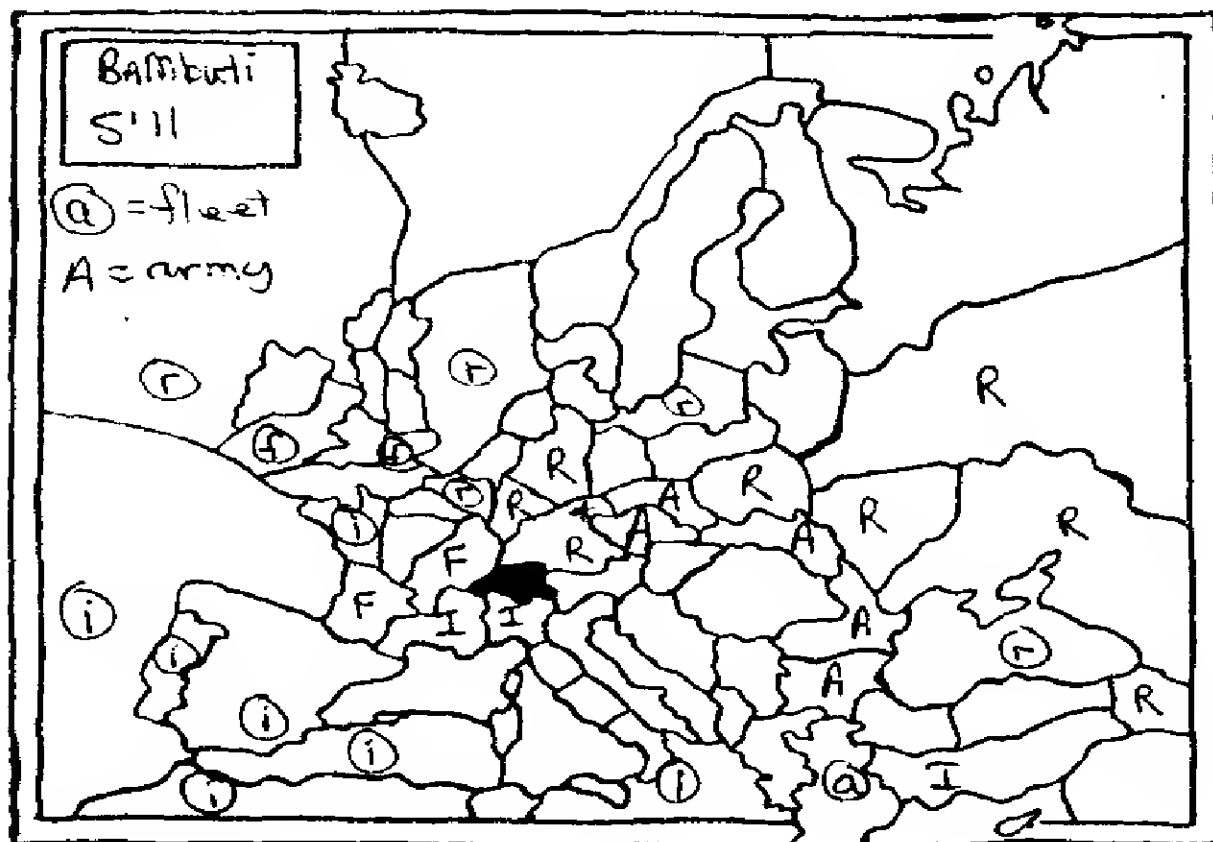 BAMbuti
S'11
a = fleet
A = army
r r r R
f f
R R A R R R
r
i A A
F R
F I I
i A r
i A R
i i i a I
i